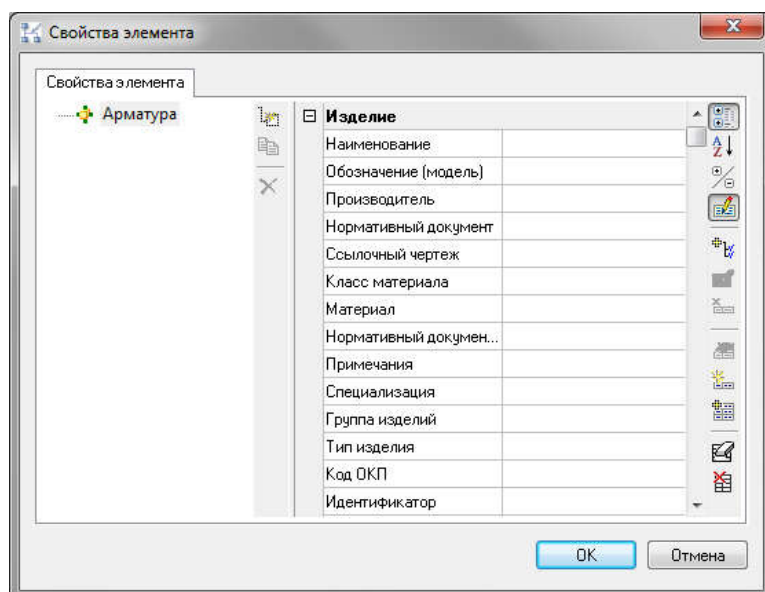 Свойства элемента
Свойства элемента
Арматура
Изделие
Наименование
Обозначение (модель)
Производитель
Нормативный документ
Ссылочный чертеж
Класс материала
Материал
Нормативный докумен...
Примечания
Специализация
Группа изделий
Тип изделия
Код ОКП
Идентификатор
OK
Отмена